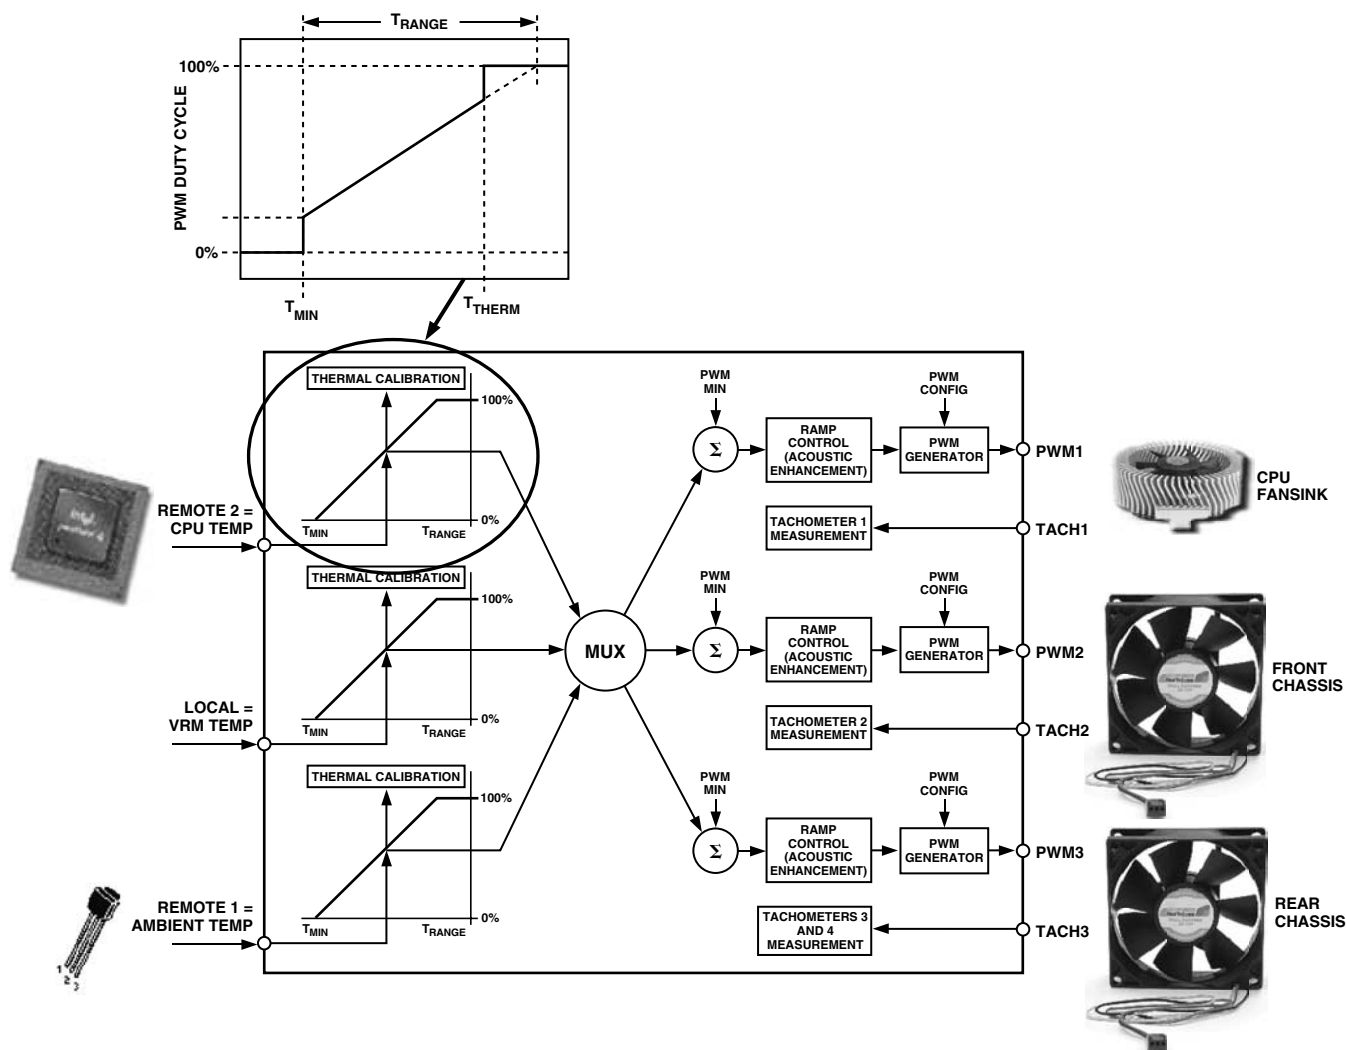 TRANGE
100%
PWM DUTY CYCLE
0%
TMIN
TTHERM
THERMAL CALIBRATION
100%
TMIN
TRANGE
0%
REMOTE 2 =
CPU TEMP
THERMAL CALIBRATION
100%
TMIN
TRANGE
0%
LOCAL =
VRM TEMP
THERMAL CALIBRATION
100%
TMIN
TRANGE
0%
REMOTE 1 =
AMBIENT TEMP
1
2
3
intel
MUX
PWM
MIN
Σ
RAMP
CONTROL
(ACOUSTIC
ENHANCEMENT)
PWM
CONFIG
PWM
GENERATOR
PWM1
CPU
FANSINK
TACHOMETER 1
MEASUREMENT
TACH1
PWM
MIN
Σ
RAMP
CONTROL
(ACOUSTIC
ENHANCEMENT)
PWM
CONFIG
PWM
GENERATOR
PWM2
FRONT
CHASSIS
TACHOMETER 2
MEASUREMENT
TACH2
PWM
MIN
Σ
RAMP
CONTROL
(ACOUSTIC
ENHANCEMENT)
PWM
CONFIG
PWM
GENERATOR
PWM3
REAR
CHASSIS
TACHOMETERS 3
AND 4
MEASUREMENT
TACH3